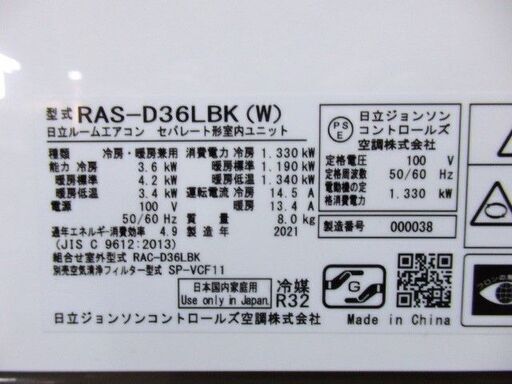 型式 RAS-D36LBK(W)
日立ルームエアコン セパレート形室内ユニット
種類 冷房・暖房兼用 消費電力 冷房 1.330 kW
能力 冷房 3.6 kW 暖房標準 1.190 kW
暖房標準 4.2 kW 暖房低温 1.340 kW
暖房低温 3.4 kW 運転電流 冷房 14.5 A
電源 100 V 暖房 13.4 A
50/60 Hz 質量 8.0 kg
通年エネルギー消費効率 4.9 製造年 2021
(JIS C 9612:2013)
組合せ室外型式 RAC-D36LBK
別売空気清浄フィルター型式 SP-VCF11
日本国内家庭用
Use only in Japan.
冷媒
R32
日立ジョンソンコントロールズ空調株式会社
PSE
日立ジョンソン
コントロールズ
空調株式会社
定格電圧 100 V
定格周波数 50/60 Hz
電動機の定格消費電力 1.330 kW
製造番号 000038
G
Made in China